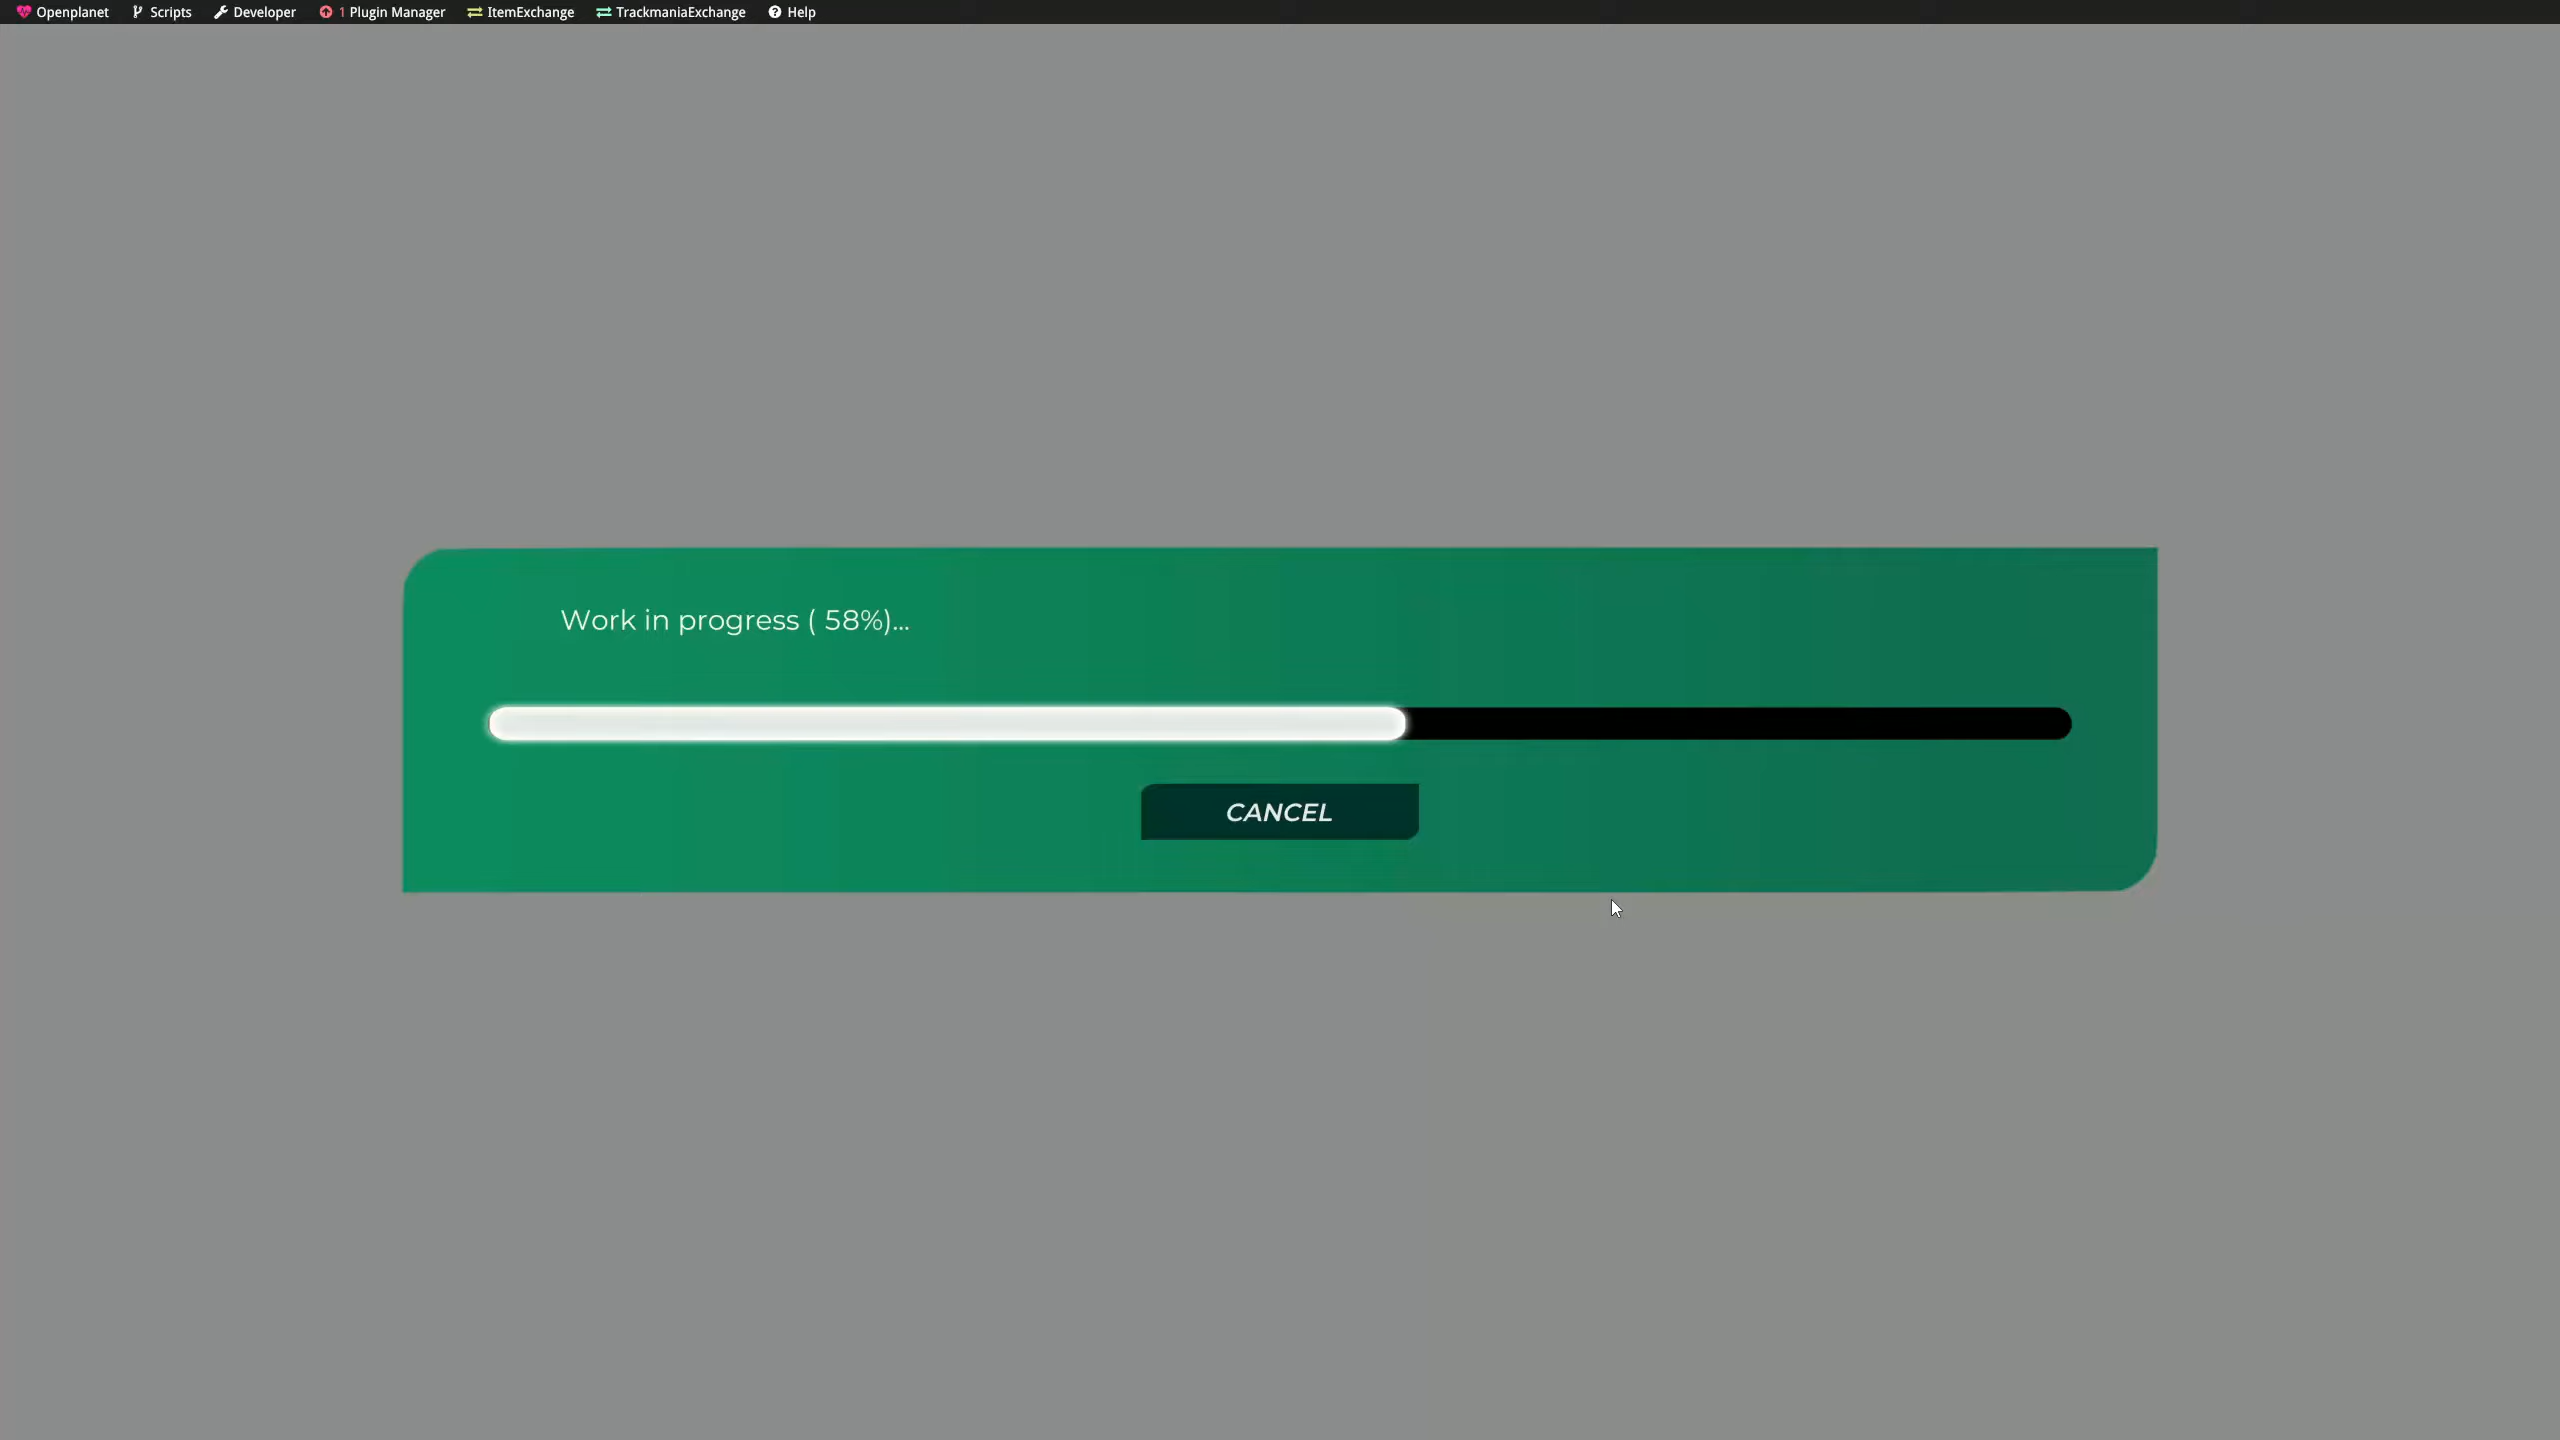 Openplanet Scripts Developer 1 Plugin Manager ItemExchange TrackmaniaExchange Help
Work in progress ( 58%)...
CANCEL